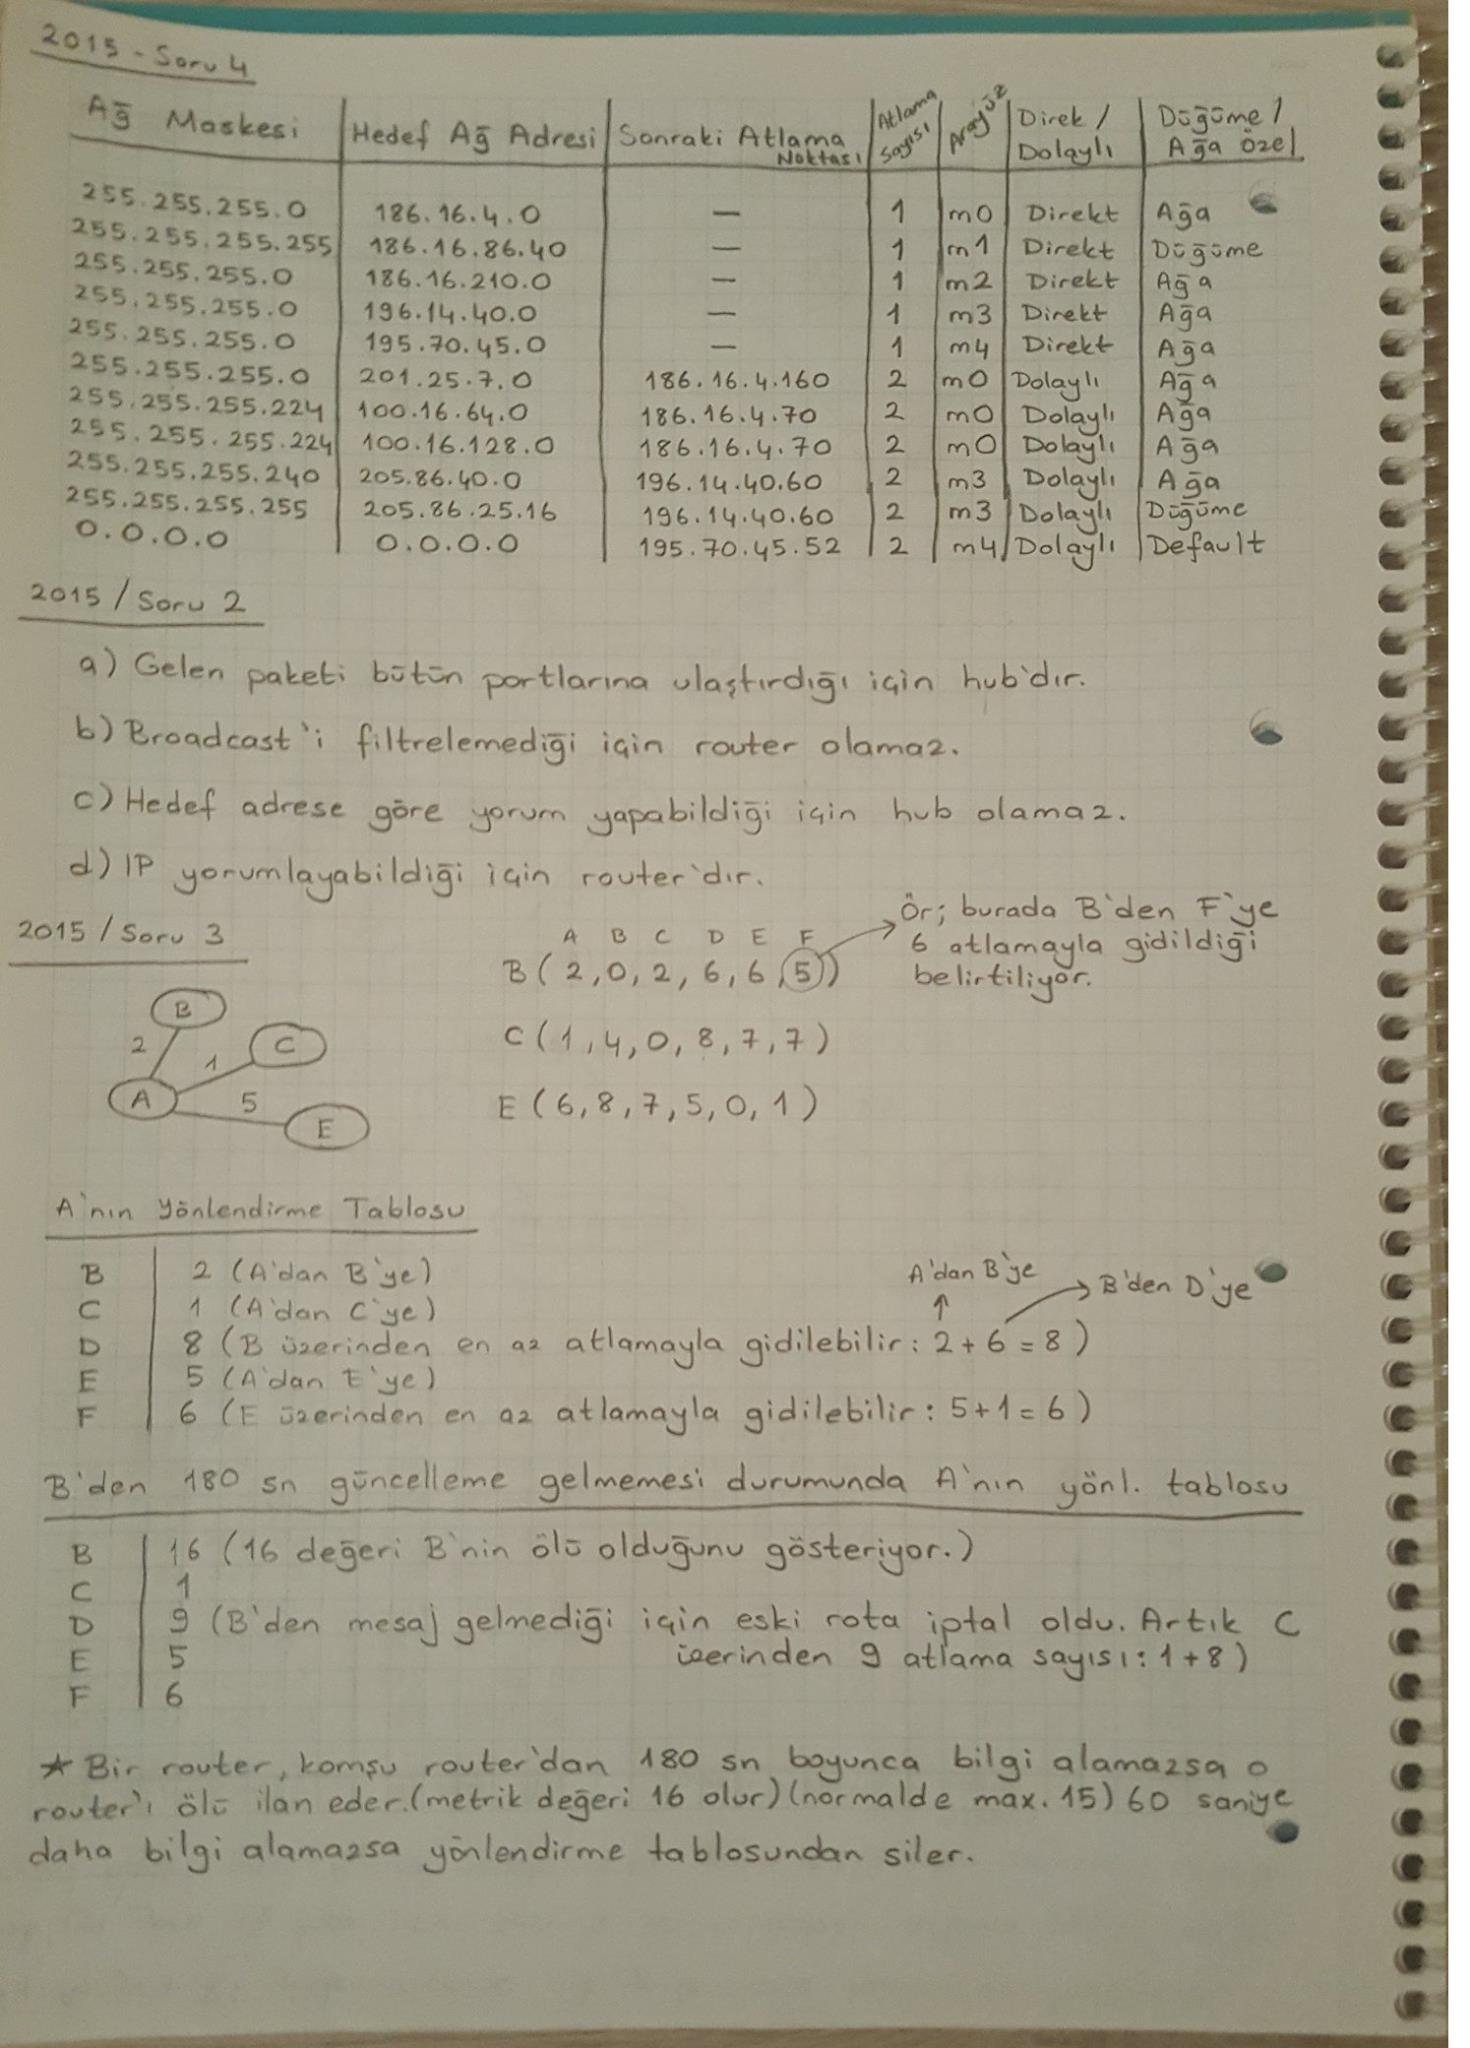 2015 - Soru 4
Ağ Maskesi | Hedef Ağ Adresi | Sonraki Atlama Noktası | Atlama Sayısı | Arayüz | Direk / Dolaylı | Düğüme / Ağa özel
255.255.255.0 | 186.16.4.0 | — | 1 | m0 | Direkt | Ağa
255.255.255.255 | 186.16.86.40 | — | 1 | m1 | Direkt | Düğüme
255.255.255.0 | 186.16.210.0 | — | 1 | m2 | Direkt | Ağa
255.255.255.0 | 196.14.40.0 | — | 1 | m3 | Direkt | Ağa
255.255.255.0 | 195.70.45.0 | — | 1 | m4 | Direkt | Ağa
255.255.255.0 | 201.25.7.0 | 186.16.4.160 | 2 | m0 | Dolaylı | Ağa
255.255.255.224 | 100.16.64.0 | 186.16.4.70 | 2 | m0 | Dolaylı | Ağa
255.255.255.224 | 100.16.128.0 | 186.16.4.70 | 2 | m0 | Dolaylı | Ağa
255.255.255.240 | 205.86.40.0 | 196.14.40.60 | 2 | m3 | Dolaylı | Ağa
255.255.255.255 | 205.86.25.16 | 196.14.40.60 | 2 | m3 | Dolaylı | Düğüme
0.0.0.0 | 0.0.0.0 | 195.70.45.52 | 2 | m4 | Dolaylı | Default
2015 / Soru 2
a) Gelen paketi bütün portlarına ulaştırdığı için hub'dır.
b) Broadcast'i filtrelemediği için router olamaz.
c) Hedef adrese göre yorum yapabildiği için hub olamaz.
d) IP yorumlayabildiği için router'dır.
2015 / Soru 3
A B C D E F
B ( 2, 0, 2, 6, 6, 5 )
Ör; burada B'den F'ye
6 atlamayla gidildiği
belirtiliyor.
C ( 1, 4, 0, 8, 7, 7 )
E ( 6, 8, 7, 5, 0, 1 )
B
2
C
1
A
5
E
A'nın Yönlendirme Tablosu
A'dan B'ye
B'den D'ye
B | 2 (A'dan B'ye)
C | 1 (A'dan C'ye)
D | 8 (B üzerinden en az atlamayla gidilebilir : 2 + 6 = 8 )
E | 5 (A'dan E'ye)
F | 6 (E üzerinden en az atlamayla gidilebilir : 5+1=6 )
B'den 180 sn güncelleme gelmemesi durumunda A'nın yönl. tablosu
B | 16 (16 değeri B'nin ölü olduğunu gösteriyor.)
C | 1
D | 9 (B'den mesaj gelmediği için eski rota iptal oldu. Artık C
E | 5 üzerinden 9 atlama sayısı : 1+8 )
F | 6
★ Bir router, komşu router'dan 180 sn boyunca bilgi alamazsa o
router'ı ölü ilan eder.(metrik değeri 16 olur)(normalde max. 15) 60 saniye
daha bilgi alamazsa yönlendirme tablosundan siler.